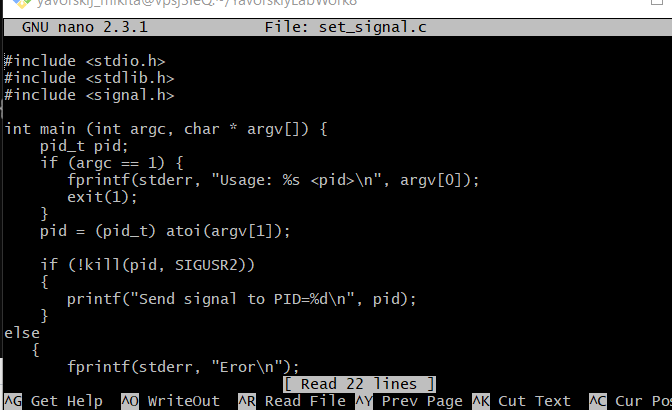 yavorskij_mikita@vpsj3IeQ:~/YavorskiyLabWork8
GNU nano 2.3.1 File: set_signal.c
#include <stdio.h>
#include <stdlib.h>
#include <signal.h>
int main (int argc, char * argv[]) {
pid_t pid;
if (argc == 1) {
fprintf(stderr, "Usage: %s <pid>\n", argv[0]);
exit(1);
}
pid = (pid_t) atoi(argv[1]);
if (!kill(pid, SIGUSR2))
{
printf("Send signal to PID=%d\n", pid);
}
else
{
fprintf(stderr, "Eror\n");
[ Read 22 lines ]
^G Get Help ^O WriteOut ^R Read File ^Y Prev Page ^K Cut Text ^C Cur Pos